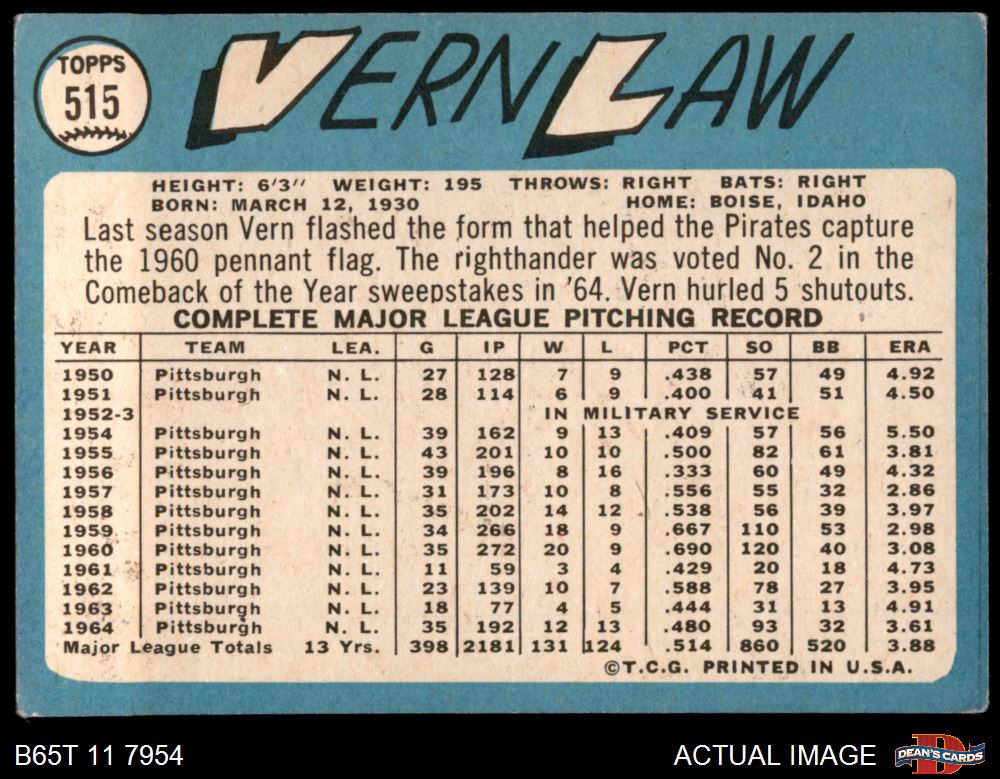 TOPPS
515
VERN LAW
HEIGHT: 6'3" WEIGHT: 195 THROWS: RIGHT BATS: RIGHT
BORN: MARCH 12, 1930 HOME: BOISE, IDAHO
Last season Vern flashed the form that helped the Pirates capture
the 1960 pennant flag. The righthander was voted No. 2 in the
Comeback of the Year sweepstakes in '64. Vern hurled 5 shutouts.
COMPLETE MAJOR LEAGUE PITCHING RECORD
YEAR TEAM LEA. G IP W L PCT SO BB ERA
1950 Pittsburgh N. L. 27 128 7 9 .438 57 49 4.92
1951 Pittsburgh N. L. 28 114 6 9 .400 41 51 4.50
1952-3 IN MILITARY SERVICE
1954 Pittsburgh N. L. 39 162 9 13 .409 57 56 5.50
1955 Pittsburgh N. L. 43 201 10 10 .500 82 61 3.81
1956 Pittsburgh N. L. 39 196 8 16 .333 60 49 4.32
1957 Pittsburgh N. L. 31 173 10 8 .556 55 32 2.86
1958 Pittsburgh N. L. 35 202 14 12 .538 56 39 3.97
1959 Pittsburgh N. L. 34 266 18 9 .667 110 53 2.98
1960 Pittsburgh N. L. 35 272 20 9 .690 120 40 3.08
1961 Pittsburgh N. L. 11 59 3 4 .429 20 18 4.73
1962 Pittsburgh N. L. 23 139 10 7 .588 78 27 3.95
1963 Pittsburgh N. L. 18 77 4 5 .444 31 13 4.91
1964 Pittsburgh N. L. 35 192 12 13 .480 93 32 3.61
Major League Totals 13 Yrs. 398 2181 131 124 .514 860 520 3.88
©T.C.G. PRINTED IN U.S.A.
B65T 11 7954 ACTUAL IMAGE
D
DEAN'S CARDS